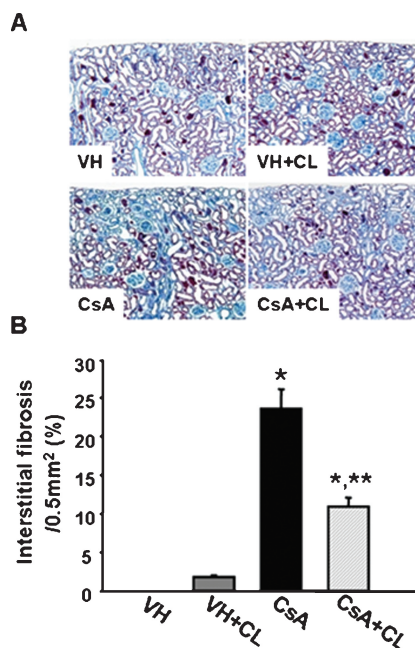 A
VH
VH+CL
CsA
CsA+CL
B
Interstitial fibrosis
/0.5mm² (%)
30
25
20
15
10
5
0
*
*,**
VH
VH+CL
CsA
CsA+CL